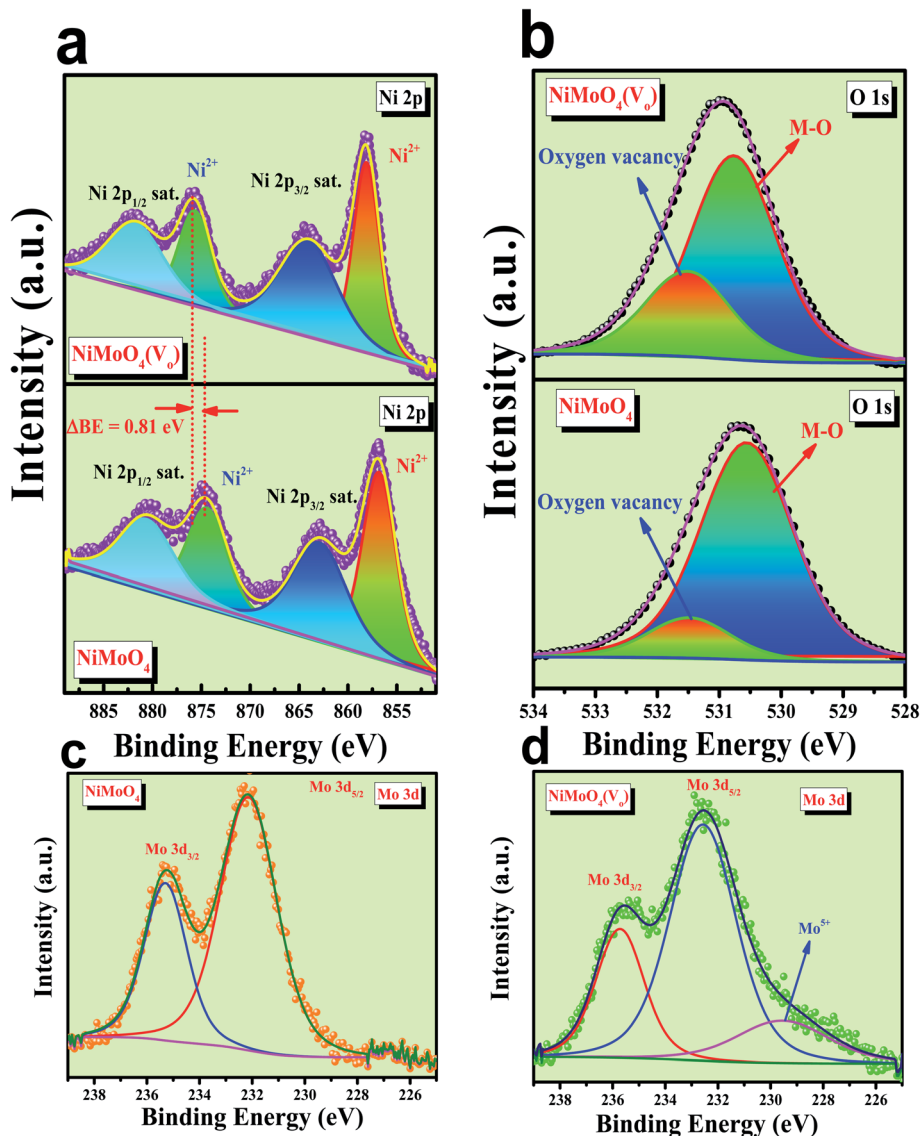 a
Ni 2p
Ni²⁺
Ni²⁺
Ni 2p₁/₂ sat.
Ni 2p₃/₂ sat.
NiMoO₄(Vₒ)
Ni 2p
ΔBE = 0.81 eV
Ni 2p₁/₂ sat.
Ni²⁺
Ni 2p₃/₂ sat.
Ni²⁺
NiMoO₄
Intensity (a.u.)
885 880 875 870 865 860 855
Binding Energy (eV)
b
NiMoO₄(Vₒ)
O 1s
M-O
Oxygen vacancy
NiMoO₄
O 1s
M-O
Oxygen vacancy
Intensity (a.u.)
534 533 532 531 530 529 528
Binding Energy (eV)
c
NiMoO₄
Mo 3d₅/₂
Mo 3d
Mo 3d₃/₂
Intensity (a.u.)
238 236 234 232 230 228 226
Binding Energy (eV)
d
NiMoO₄(Vₒ)
Mo 3d₅/₂
Mo 3d
Mo 3d₃/₂
Mo⁵⁺
Intensity (a.u.)
238 236 234 232 230 228 226
Binding Energy (eV)